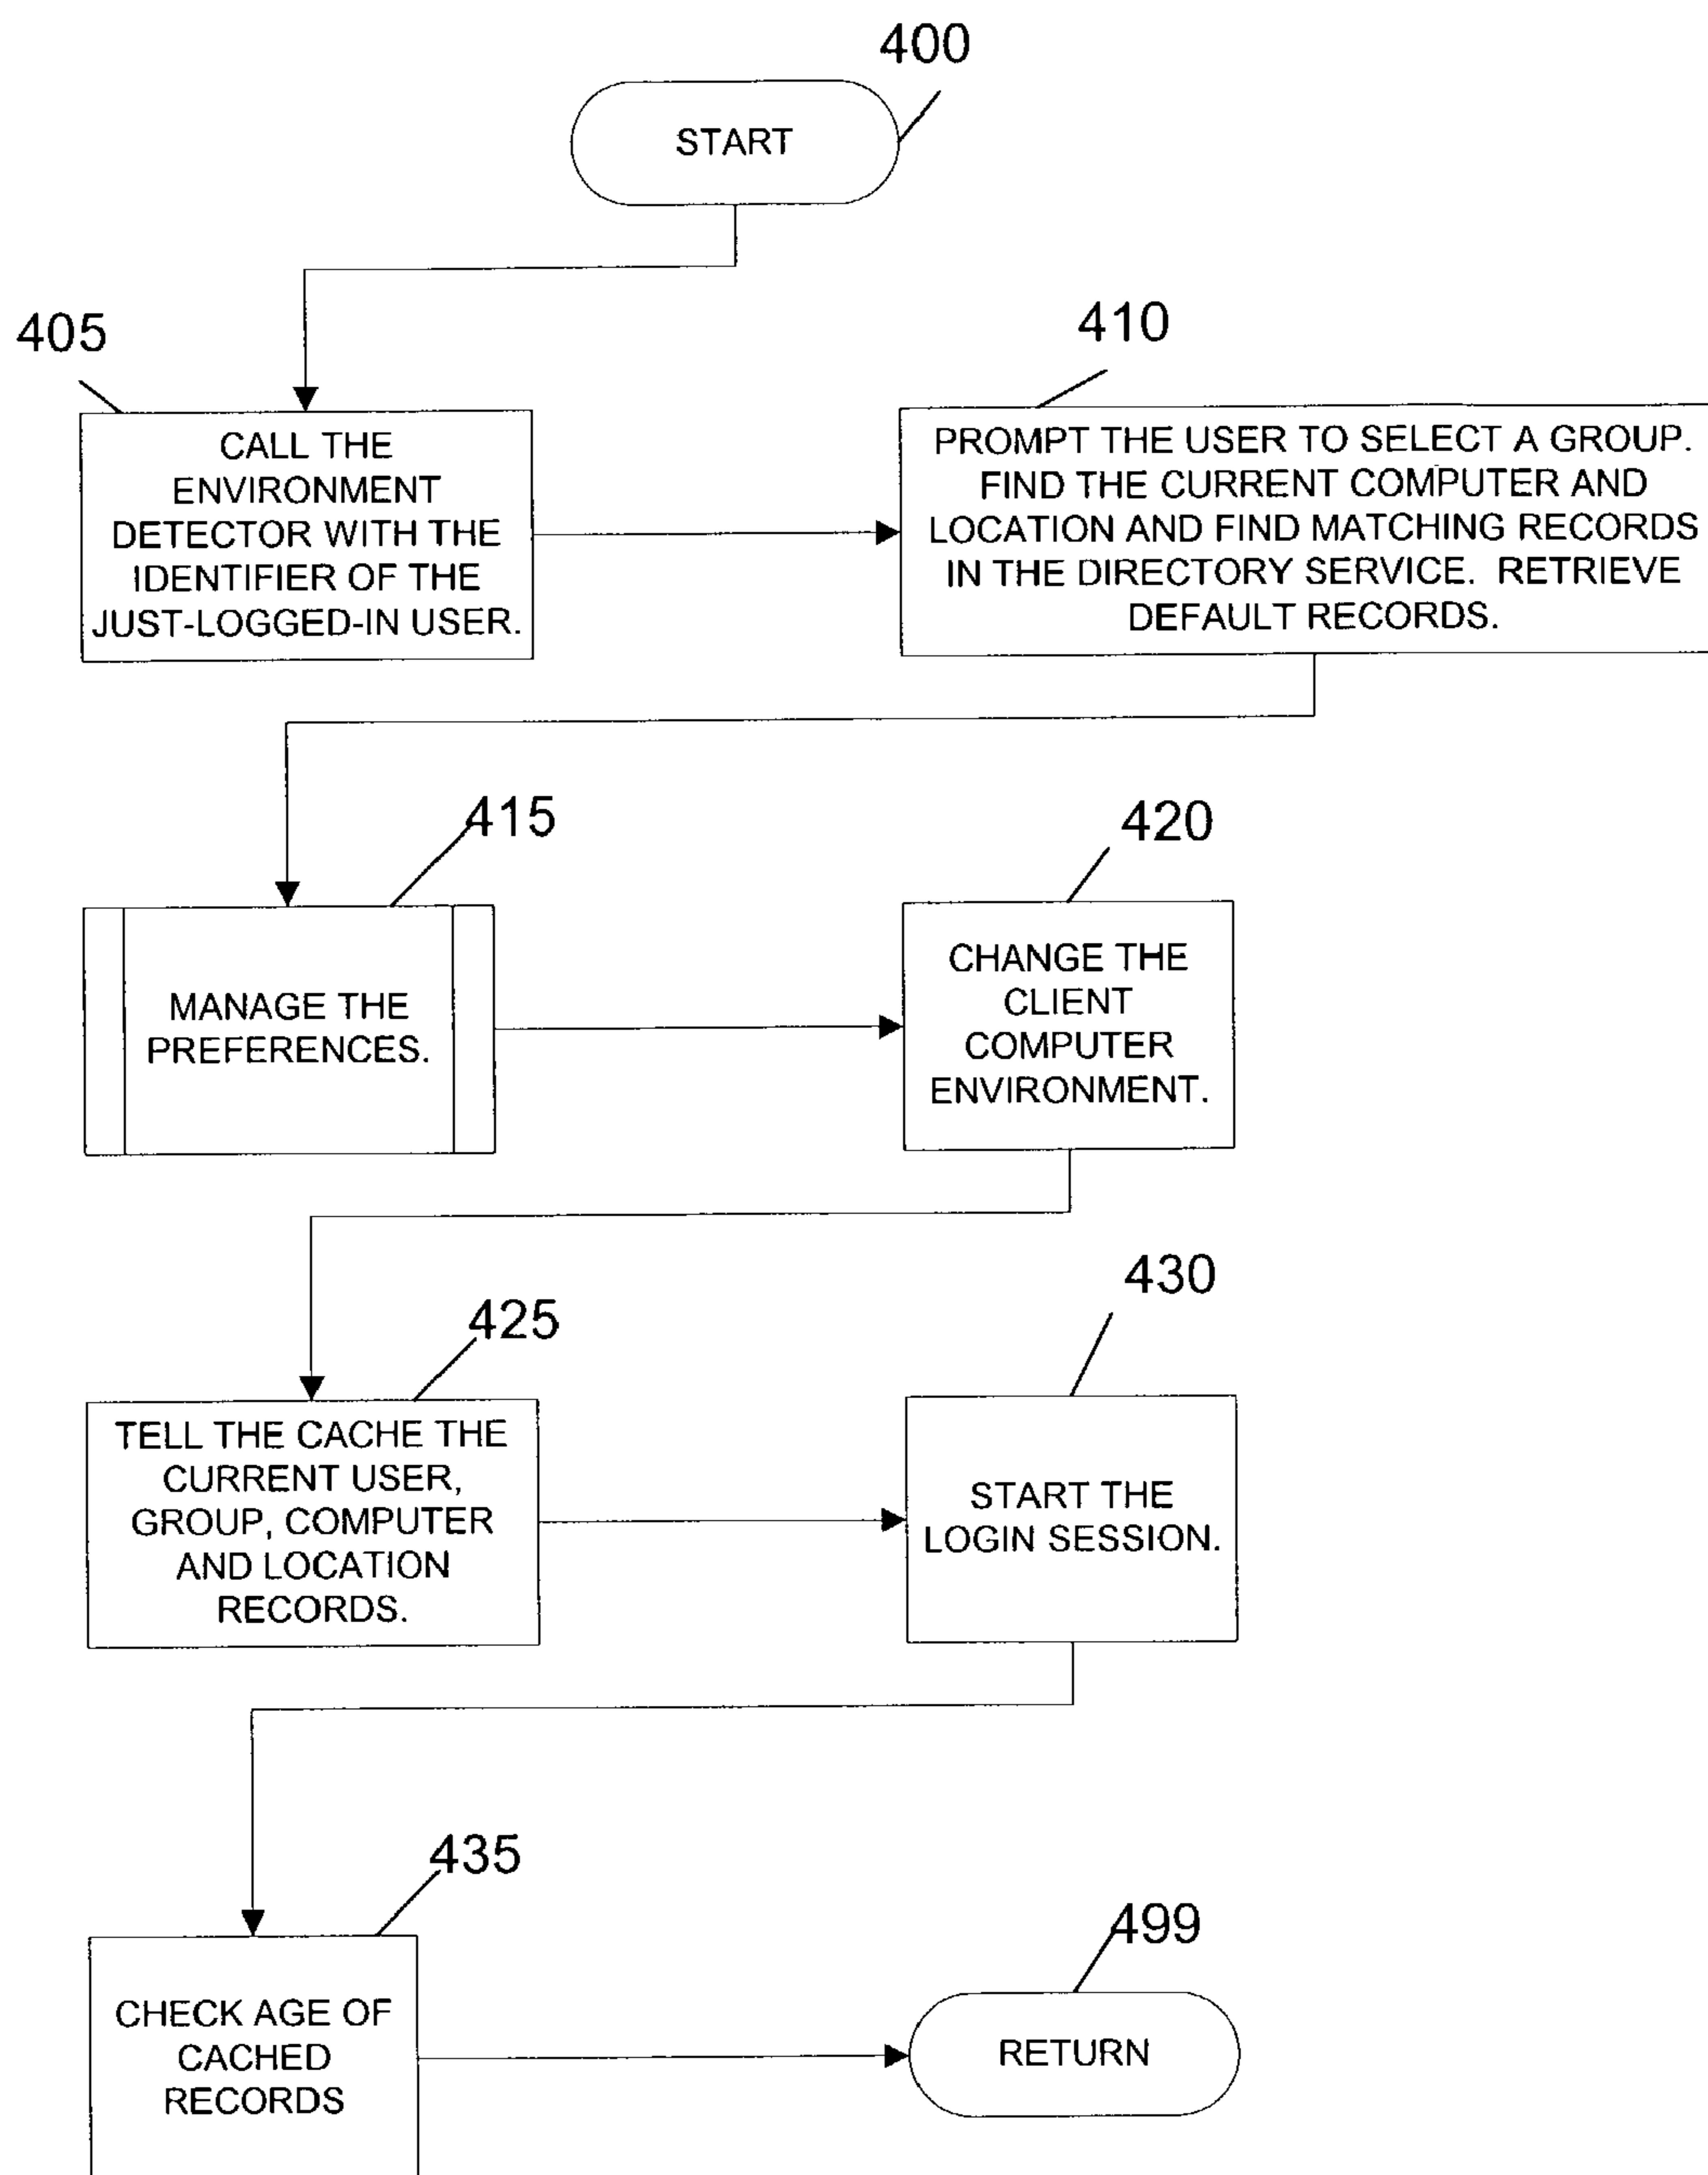 400
START
405
CALL THE
ENVIRONMENT
DETECTOR WITH THE
IDENTIFIER OF THE
JUST-LOGGED-IN USER.
410
PROMPT THE USER TO SELECT A GROUP.
FIND THE CURRENT COMPUTER AND
LOCATION AND FIND MATCHING RECORDS
IN THE DIRECTORY SERVICE. RETRIEVE
DEFAULT RECORDS.
415
MANAGE THE
PREFERENCES.
420
CHANGE THE
CLIENT
COMPUTER
ENVIRONMENT.
425
TELL THE CACHE THE
CURRENT USER,
GROUP, COMPUTER
AND LOCATION
RECORDS.
430
START THE
LOGIN SESSION.
435
CHECK AGE OF
CACHED
RECORDS
499
RETURN